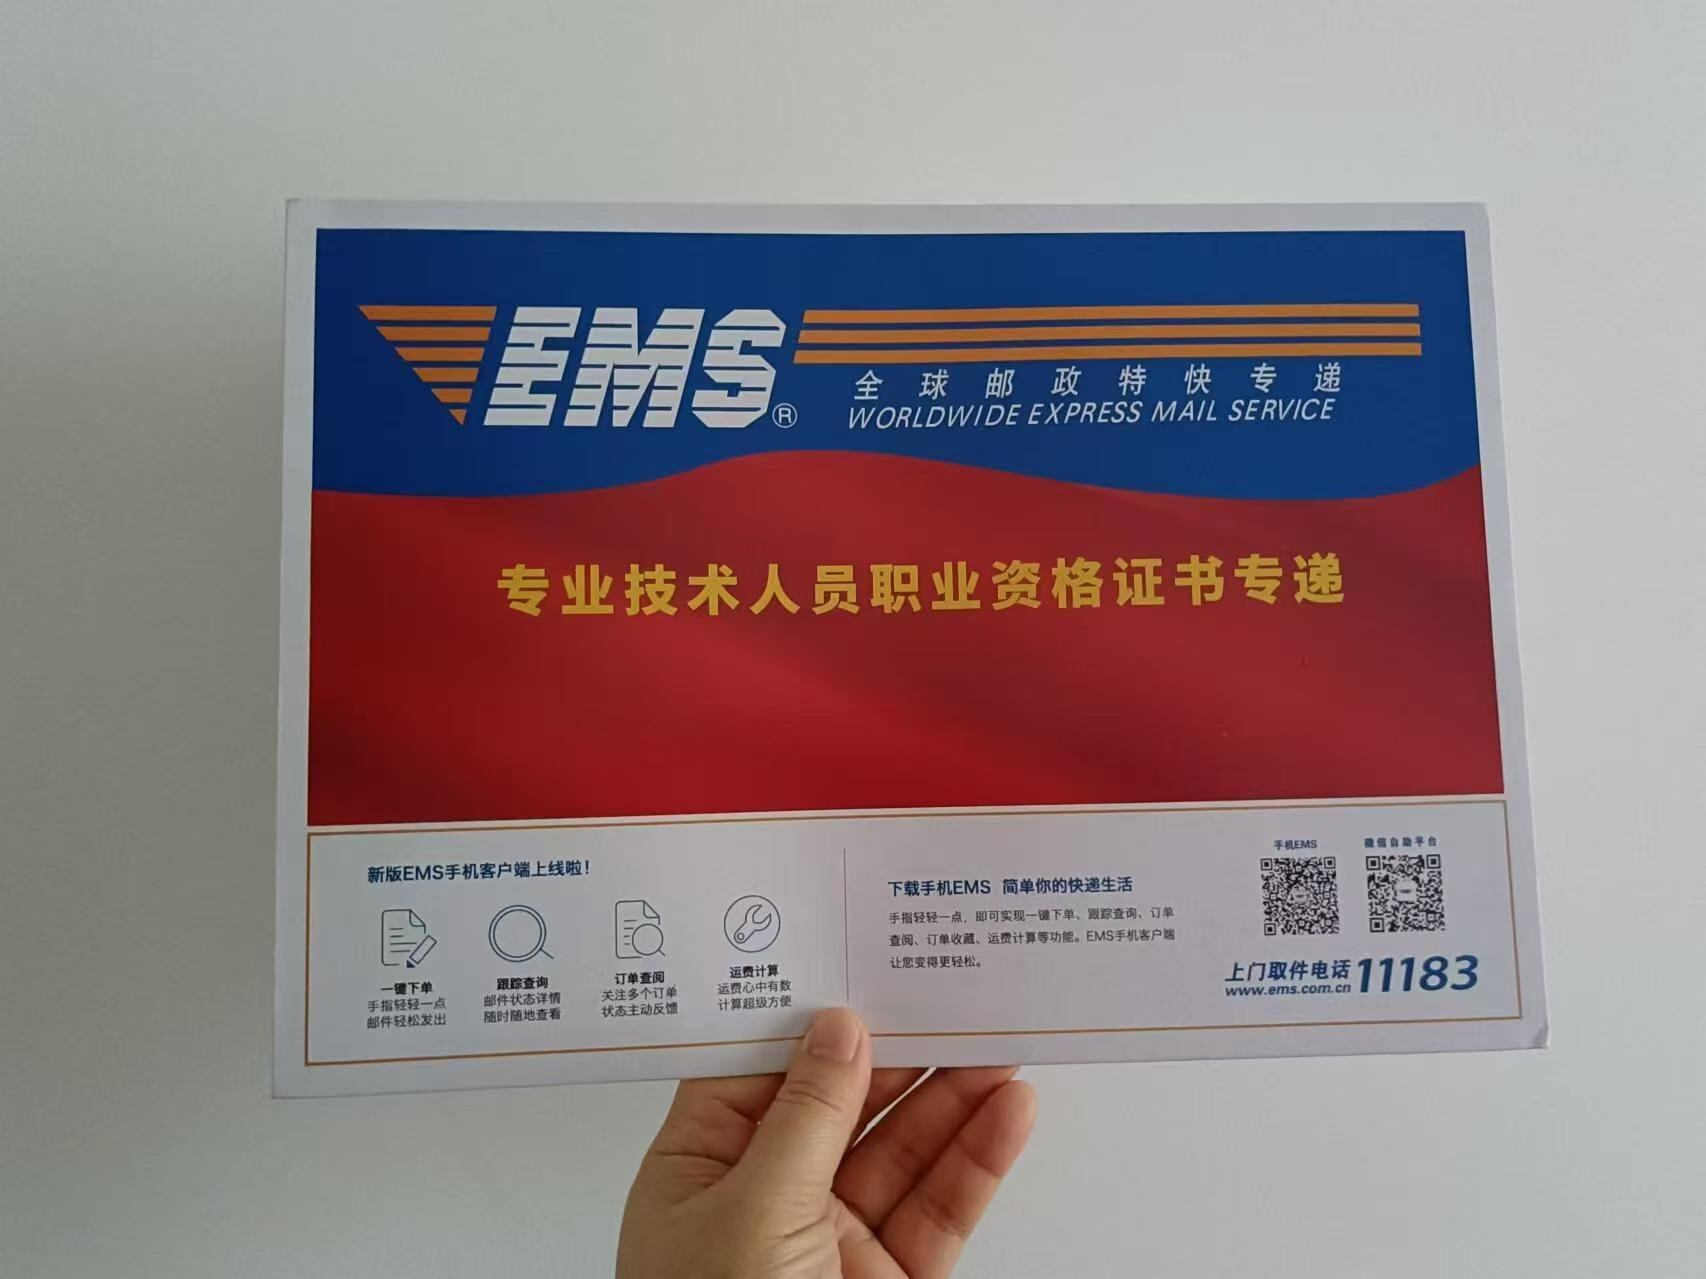 EMS®
全球邮政特快专递
WORLDWIDE EXPRESS MAIL SERVICE
专业技术人员职业资格证书专递
新版EMS手机客户端上线啦！
一键下单
手指轻轻一点
邮件轻松发出
跟踪查询
邮件状态详情
随时随地查看
订单查阅
关注多个订单
状态主动反馈
运费计算
运费心中有数
计算超级方便
下载手机EMS 简单你的快递生活
手指轻轻一点，即可实现一键下单、跟踪查询、订单
查阅、订单收藏、运费计算等功能。EMS手机客户端
让您变得更轻松。
手机EMS
微信自助平台
上门取件电话 11183
www.ems.com.cn